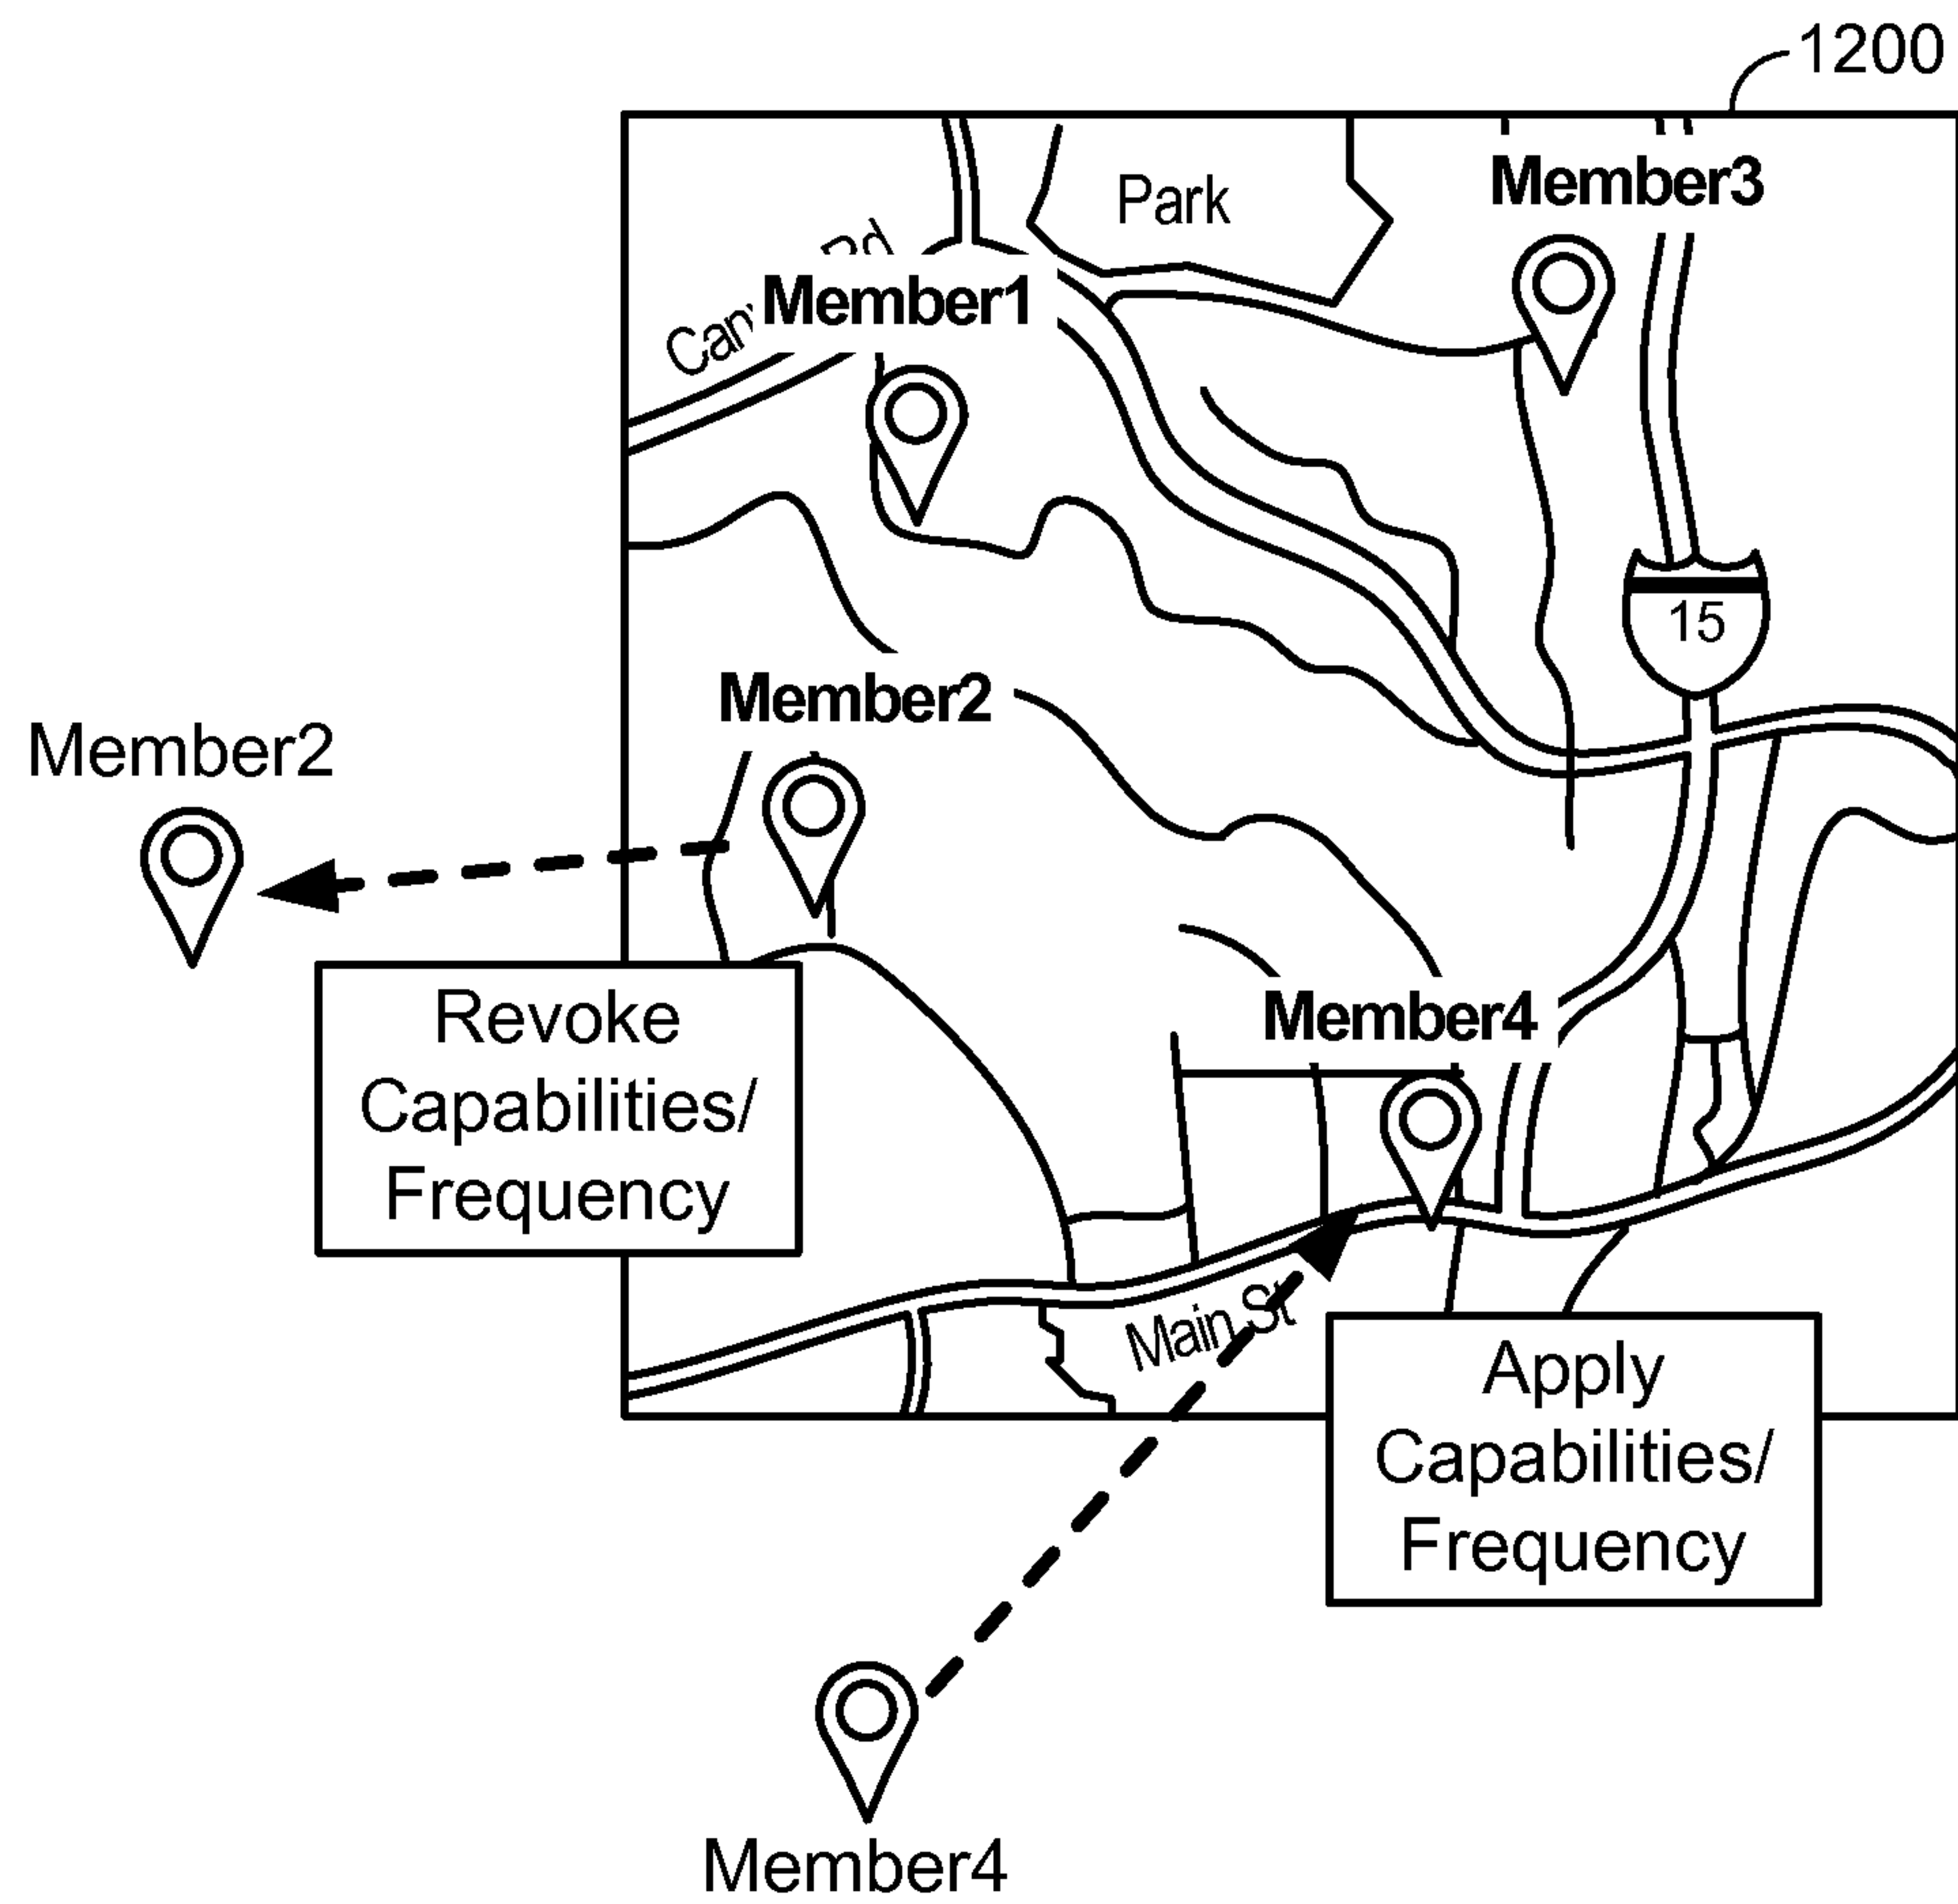 1200
Park
Member3
Member1
15
Member2
Member2
Member4
Revoke
Capabilities/
Frequency
Main St
Apply
Capabilities/
Frequency
Member4